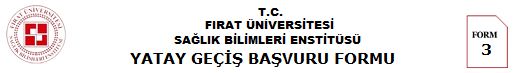 T.C.
FIRAT ÜNİVERSİTESİ
SAĞLIK BİLİMLERİ ENSTİTÜSÜ
YATAY GEÇİŞ BAŞVURU FORMU
FORM
3